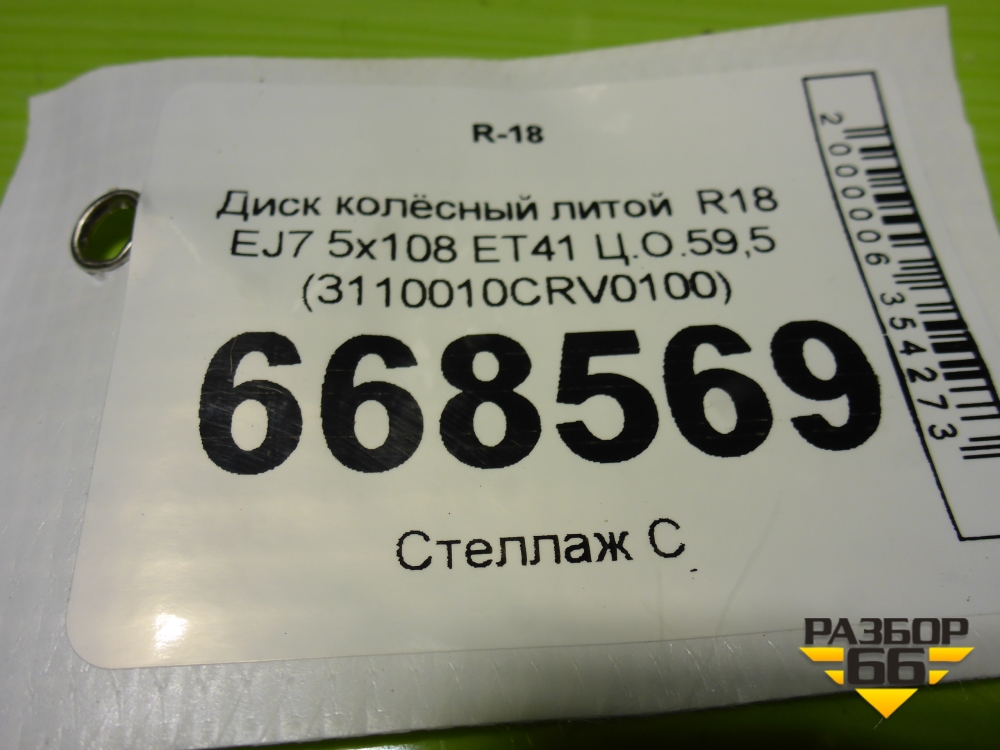 R-18
Диск колёсный литой R18
EJ7 5x108 ET41 Ц.О.59,5
(3110010CRV0100)
668569
Стеллаж С
2000006354273
РАЗБОР
66